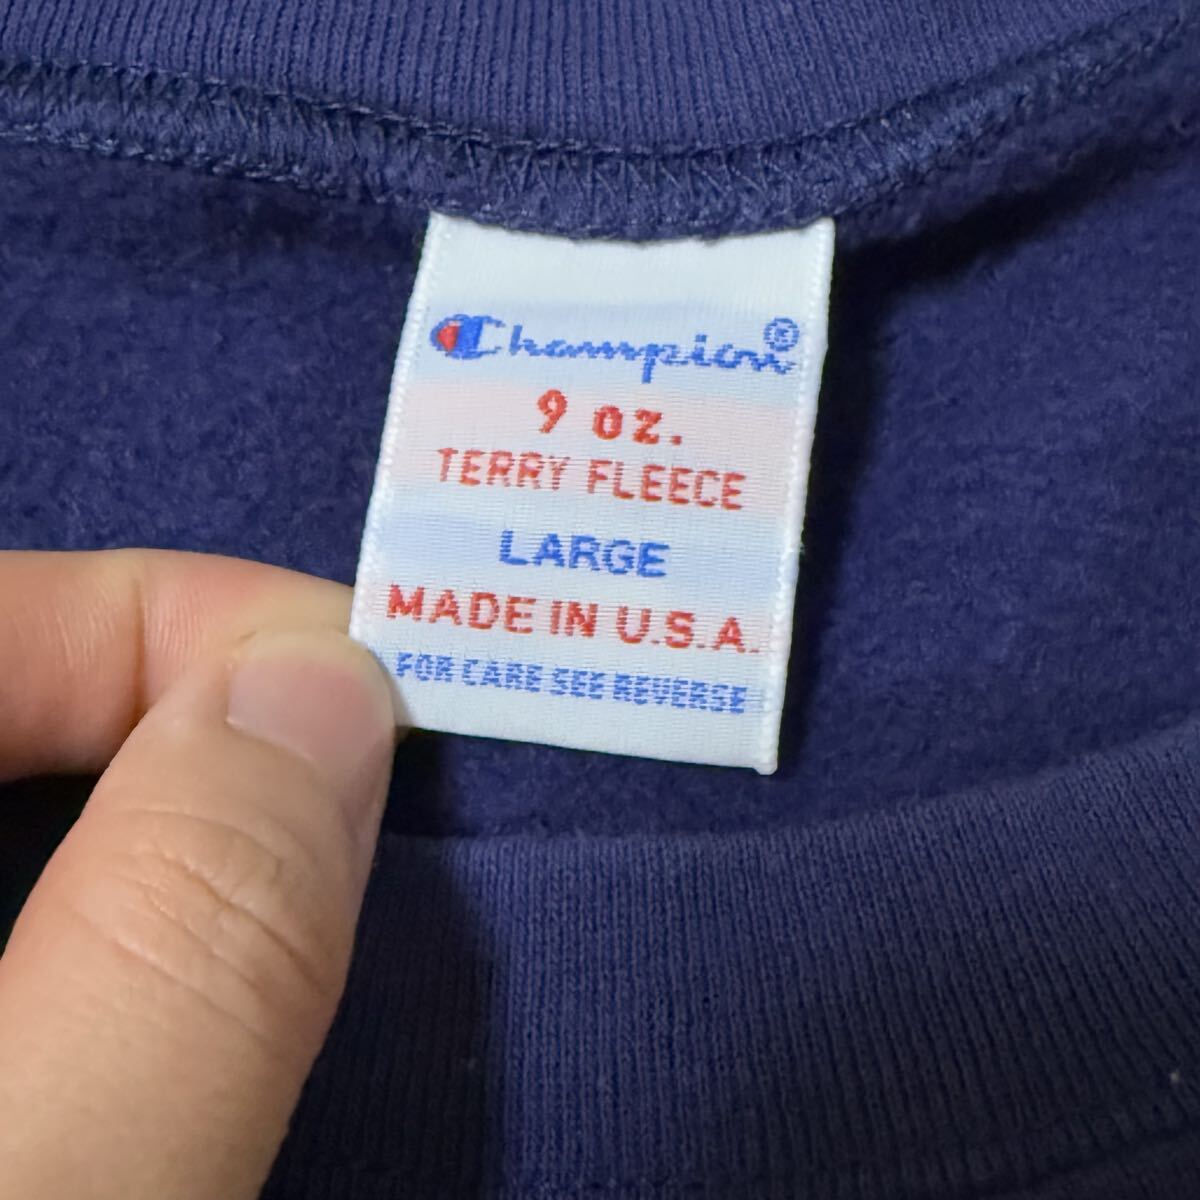 Champion®
9 oz.
TERRY FLEECE
LARGE
MADE IN U.S.A.
FOR CARE SEE REVERSE